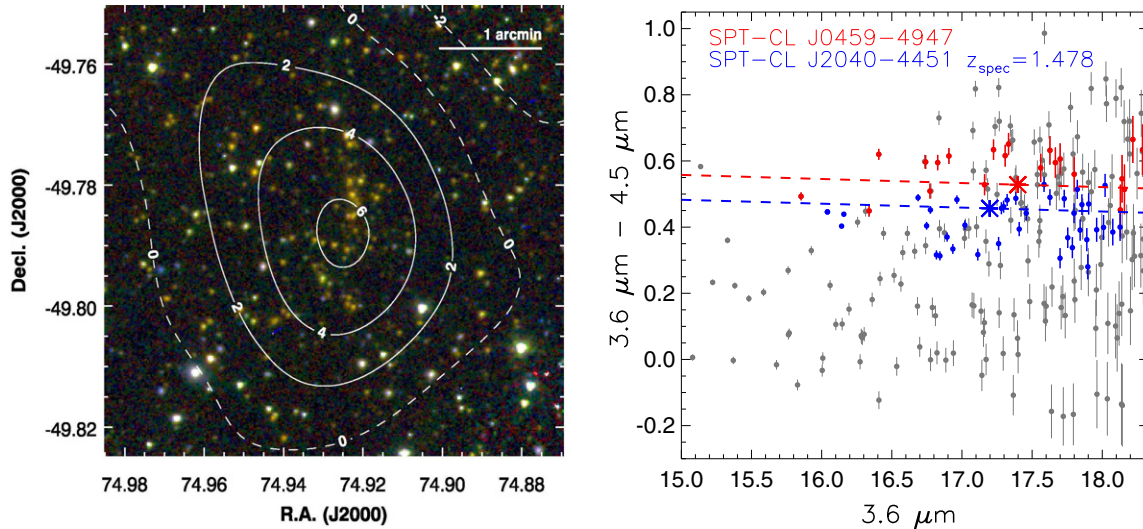 1 arcmin
0
-2
2
4
6
0
2
4
2
0
0
-49.76
-49.78
-49.80
-49.82
Decl. (J2000)
74.98 74.96 74.94 74.92 74.90 74.88
R.A. (J2000)
SPT-CL J0459-4947
SPT-CL J2040-4451 z_spec=1.478
1.0
0.8
0.6
0.4
0.2
0.0
-0.2
3.6 μm - 4.5 μm
15.0 15.5 16.0 16.5 17.0 17.5 18.0
3.6 μm